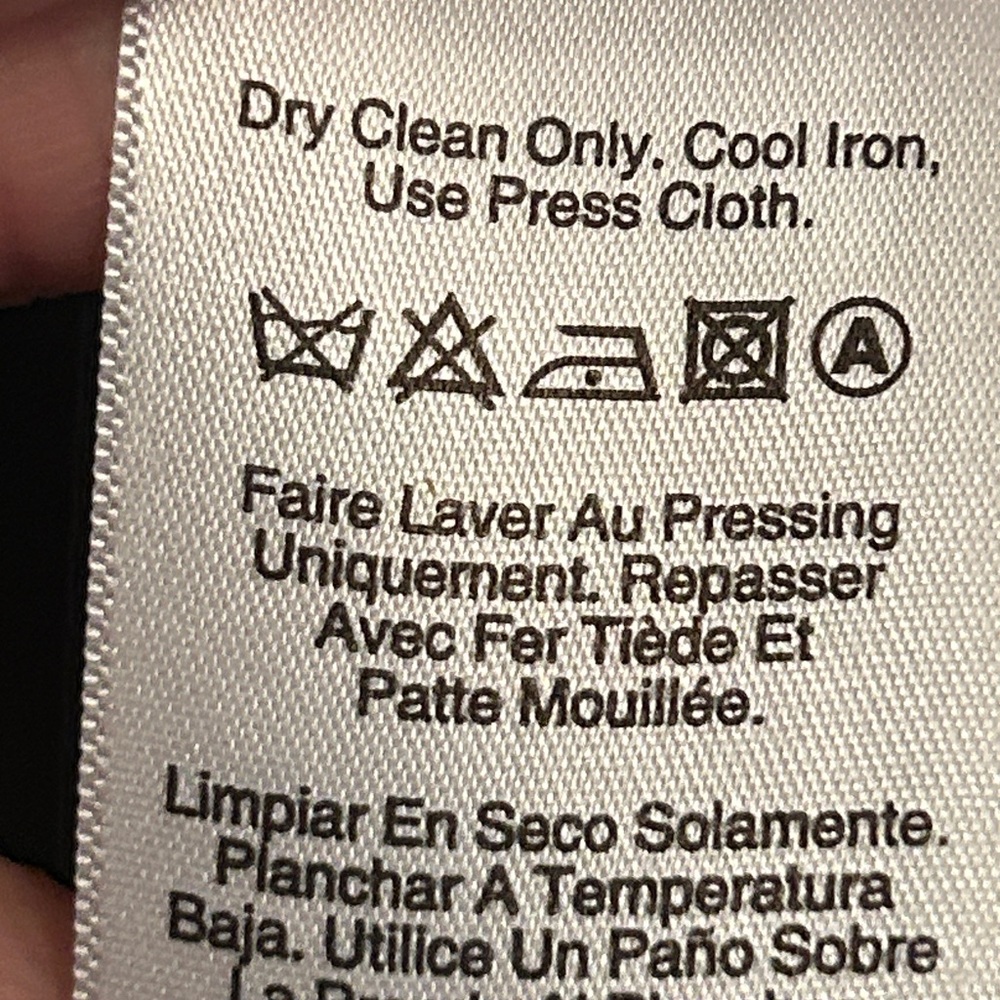 Dry Clean Only. Cool Iron,
Use Press Cloth.
A
Faire Laver Au Pressing
Uniquement. Repasser
Avec Fer Tiède Et
Patte Mouillée.
Limpiar En Seco Solamente.
Planchar A Temperatura
Baja. Utilice Un Paño Sobre
La